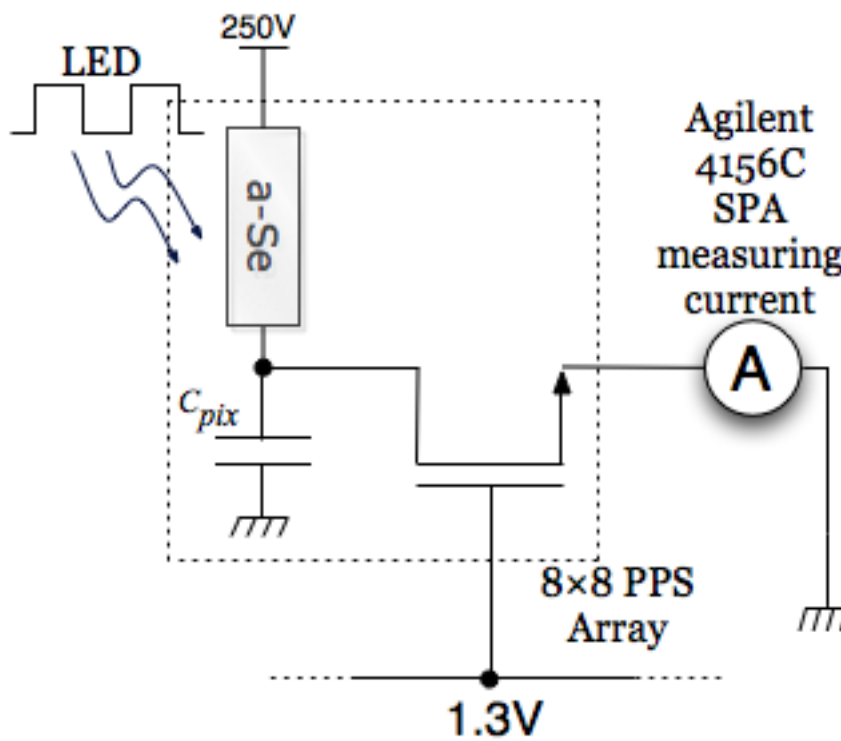 250V
LED
Agilent
4156C
SPA
measuring
current
a-Se
A
Cpix
8×8 PPS
Array
1.3V